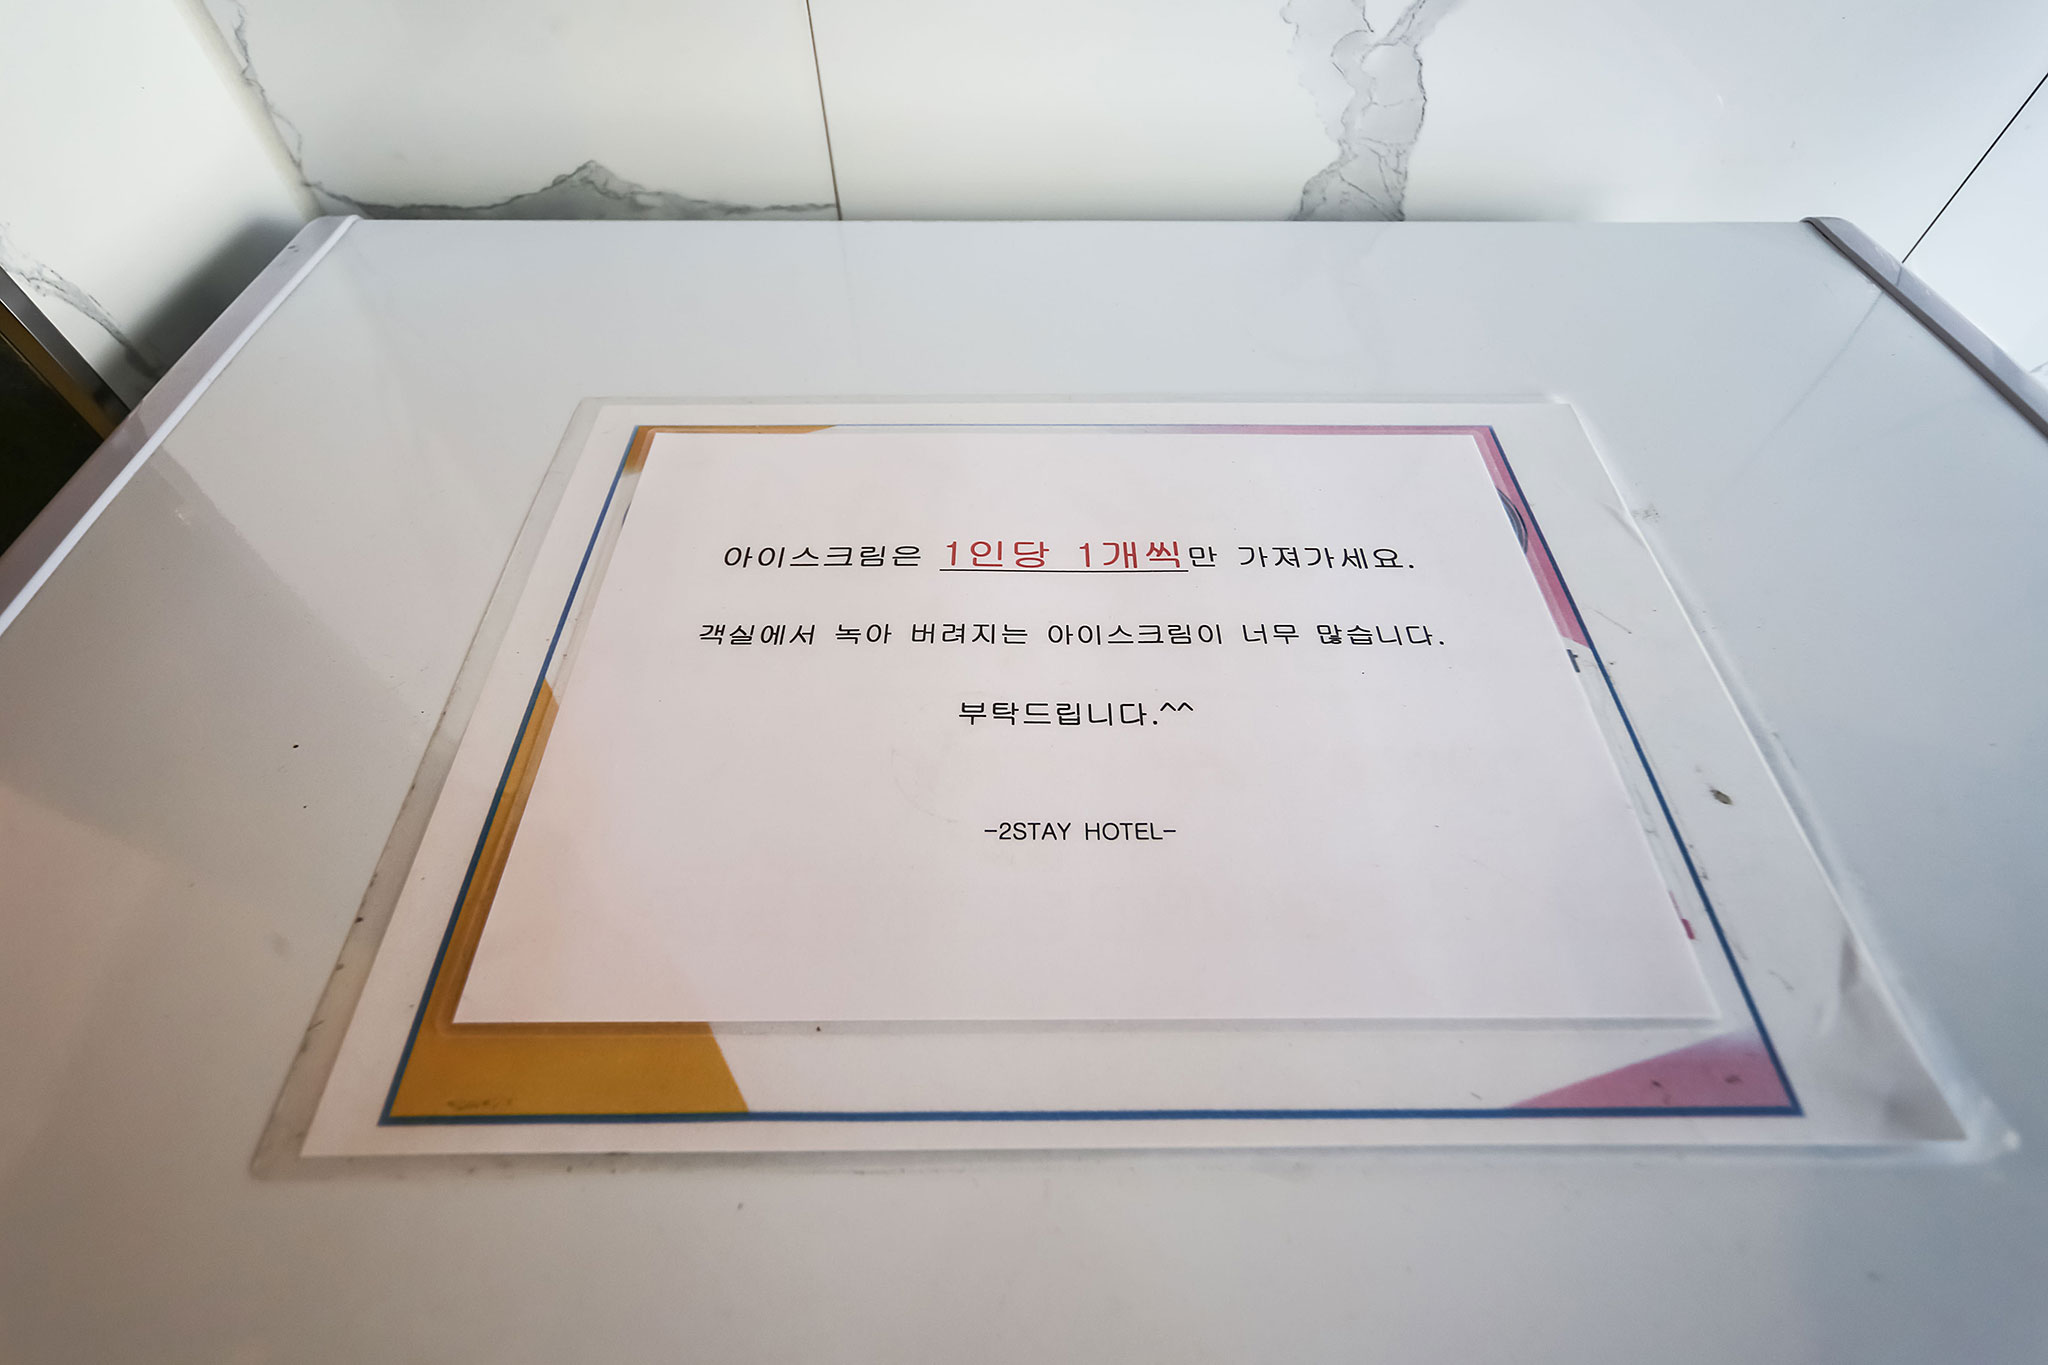 아이스크림은 1인당 1개씩만 가져가세요.
객실에서 녹아 버려지는 아이스크림이 너무 많습니다.
부탁드립니다.^^
-2STAY HOTEL-